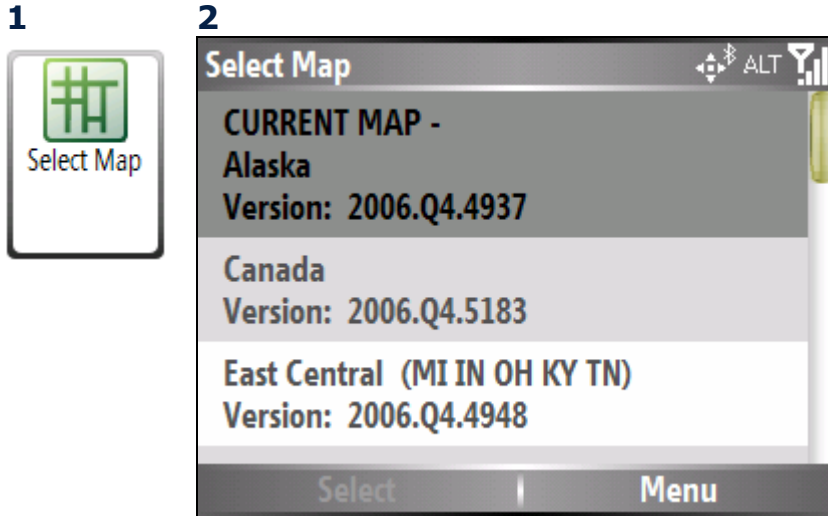 1
2
Select Map
Select Map
ALT
CURRENT MAP -
Alaska
Version: 2006.Q4.4937
Canada
Version: 2006.Q4.5183
East Central (MI IN OH KY TN)
Version: 2006.Q4.4948
Select
Menu